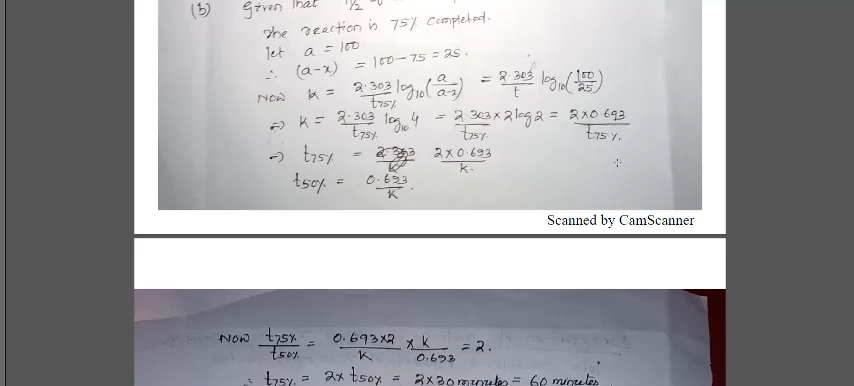 (b) Given that t1/2
The reaction is 75% completed.
let a = 100
∴ (a-x) = 100-75 = 25.
NOW K = 2.303/t75% log10(a/a-x) = 2.303/t log10(100/25)
⇒ K = 2.303/t75% log10 4 = 2.303×2log2/t75% = 2×0.693/t75%.
⇒ t75% = 2×0.693/K.
t50% = 0.693/K.
Scanned by CamScanner
NOW t75%/t50% = 0.693×2/K × K/0.693 = 2.
∴ t75% = 2× t50% = 2×30 minutes = 60 minutes